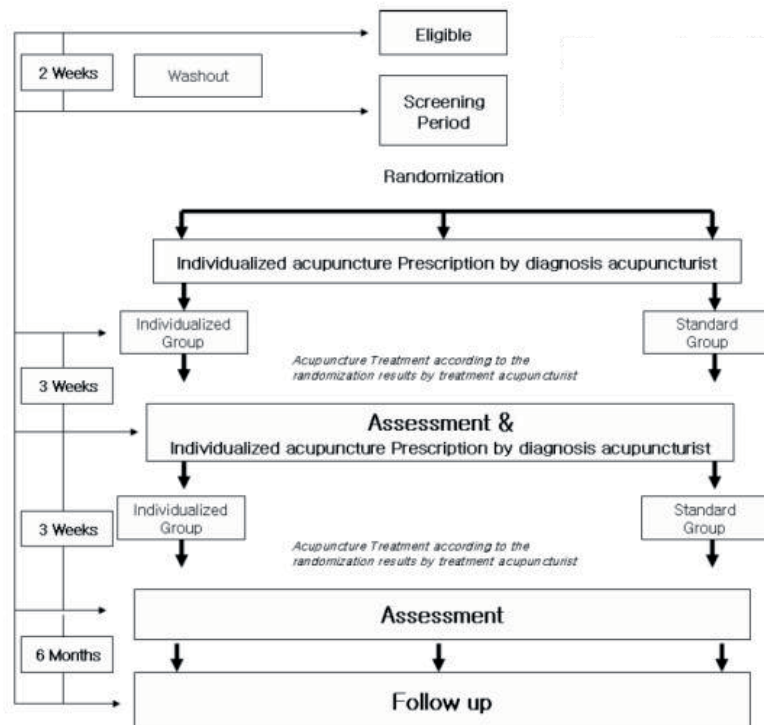 Eligible
2 Weeks
Washout
Screening
Period
Randomization
Individualized acupuncture Prescription by diagnosis acupuncturist
Individualized
Group
Standard
Group
Acupuncture Treatment according to the
randomization results by treatment acupuncturist
3 Weeks
Assessment &
Individualized acupuncture Prescription by diagnosis acupuncturist
Individualized
Group
Standard
Group
3 Weeks
Acupuncture Treatment according to the
randomization results by treatment acupuncturist
Assessment
6 Months
Follow up